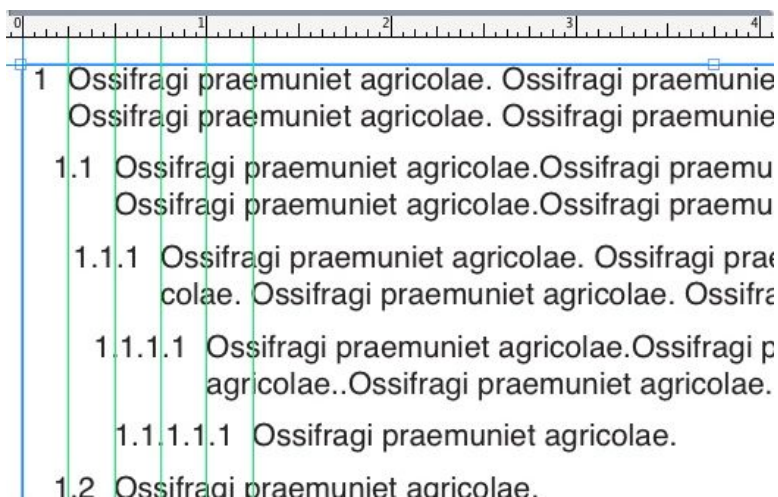 0 1 2 3 4
1 Ossifragi praemuniet agricolae. Ossifragi praemunie
Ossifragi praemuniet agricolae. Ossifragi praemunie
1.1 Ossifragi praemuniet agricolae.Ossifragi praemu
Ossifragi praemuniet agricolae.Ossifragi praemu
1.1.1 Ossifragi praemuniet agricolae. Ossifragi prae
colae. Ossifragi praemuniet agricolae. Ossifra
1.1.1.1 Ossifragi praemuniet agricolae.Ossifragi p
agricolae..Ossifragi praemuniet agricolae.
1.1.1.1.1 Ossifragi praemuniet agricolae.
1.2 Ossifragi praemuniet agricolae.